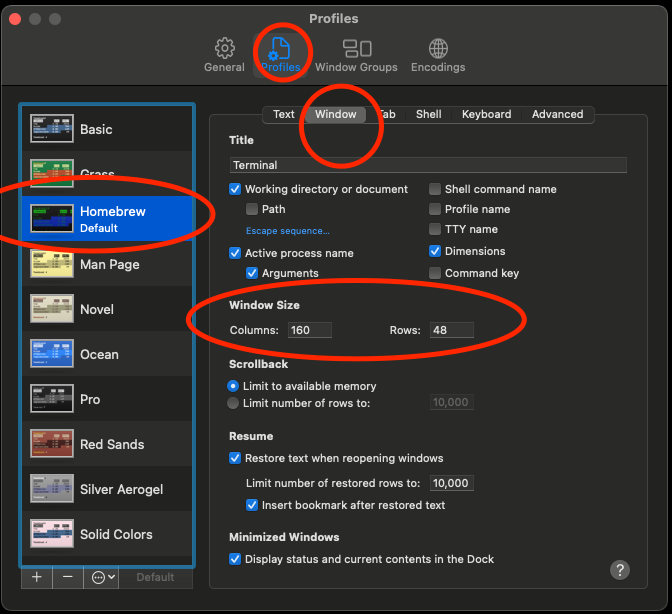 Profiles
General
Profiles
Window Groups
Encodings
Basic
Grass
Homebrew
Default
Man Page
Novel
Ocean
Pro
Red Sands
Silver Aerogel
Solid Colors
+ − Default
Text Window Tab Shell Keyboard Advanced
Title
Terminal
Working directory or document
Shell command name
Path
Profile name
Escape sequence...
TTY name
Active process name
Dimensions
Arguments
Command key
Window Size
Columns: 160 Rows: 48
Scrollback
Limit to available memory
Limit number of rows to: 10,000
Resume
Restore text when reopening windows
Limit number of restored rows to: 10,000
Insert bookmark after restored text
Minimized Windows
Display status and current contents in the Dock
?